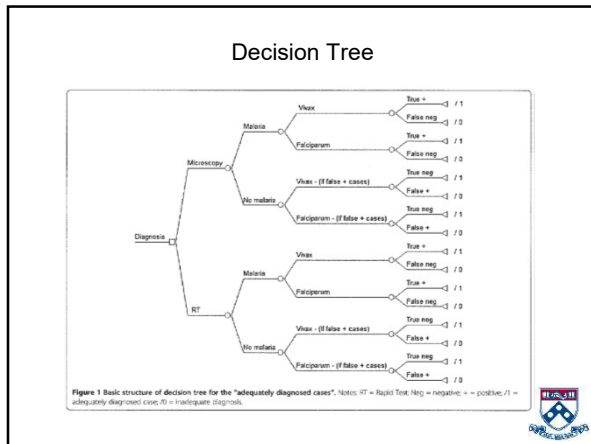 Decision Tree
True +
/ 1
Vivax
False neg
/ 0
Malaria
True +
/ 1
Falciparum
False neg
/ 0
Microscopy
True neg
/ 1
Vivax - (If false + cases)
False +
/ 0
No malaria
True neg
/ 1
Falciparum - (If false + cases)
False +
/ 0
Diagnosis
True +
/ 1
Vivax
False neg
/ 0
Malaria
True +
/ 1
Falciparum
False neg
/ 0
RT
True neg
/ 1
Vivax - (If false + cases)
False +
/ 0
No malaria
True neg
/ 1
Falciparum - (If false + cases)
False +
/ 0
Figure 1 Basic structure of decision tree for the "adequately diagnosed cases". Notes: RT = Rapid Test; Neg = negative; + = positive; /1 =
adequately diagnosed case; /0 = inadequate diagnosis.